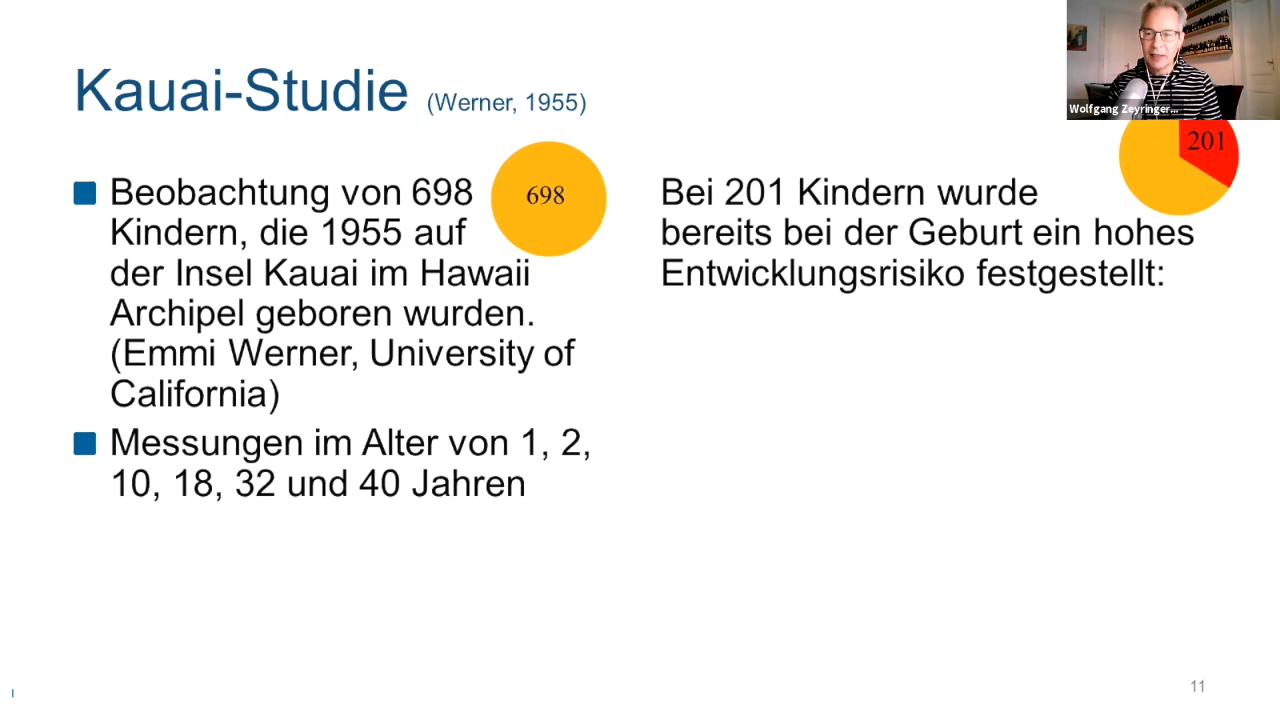 Kauai-Studie (Werner, 1955)
Beobachtung von 698
Kindern, die 1955 auf
der Insel Kauai im Hawaii
Archipel geboren wurden.
(Emmi Werner, University of
California)
Messungen im Alter von 1, 2,
10, 18, 32 und 40 Jahren
698
Bei 201 Kindern wurde
bereits bei der Geburt ein hohes
Entwicklungsrisiko festgestellt:
201
Wolfgang Zeyringer...
11